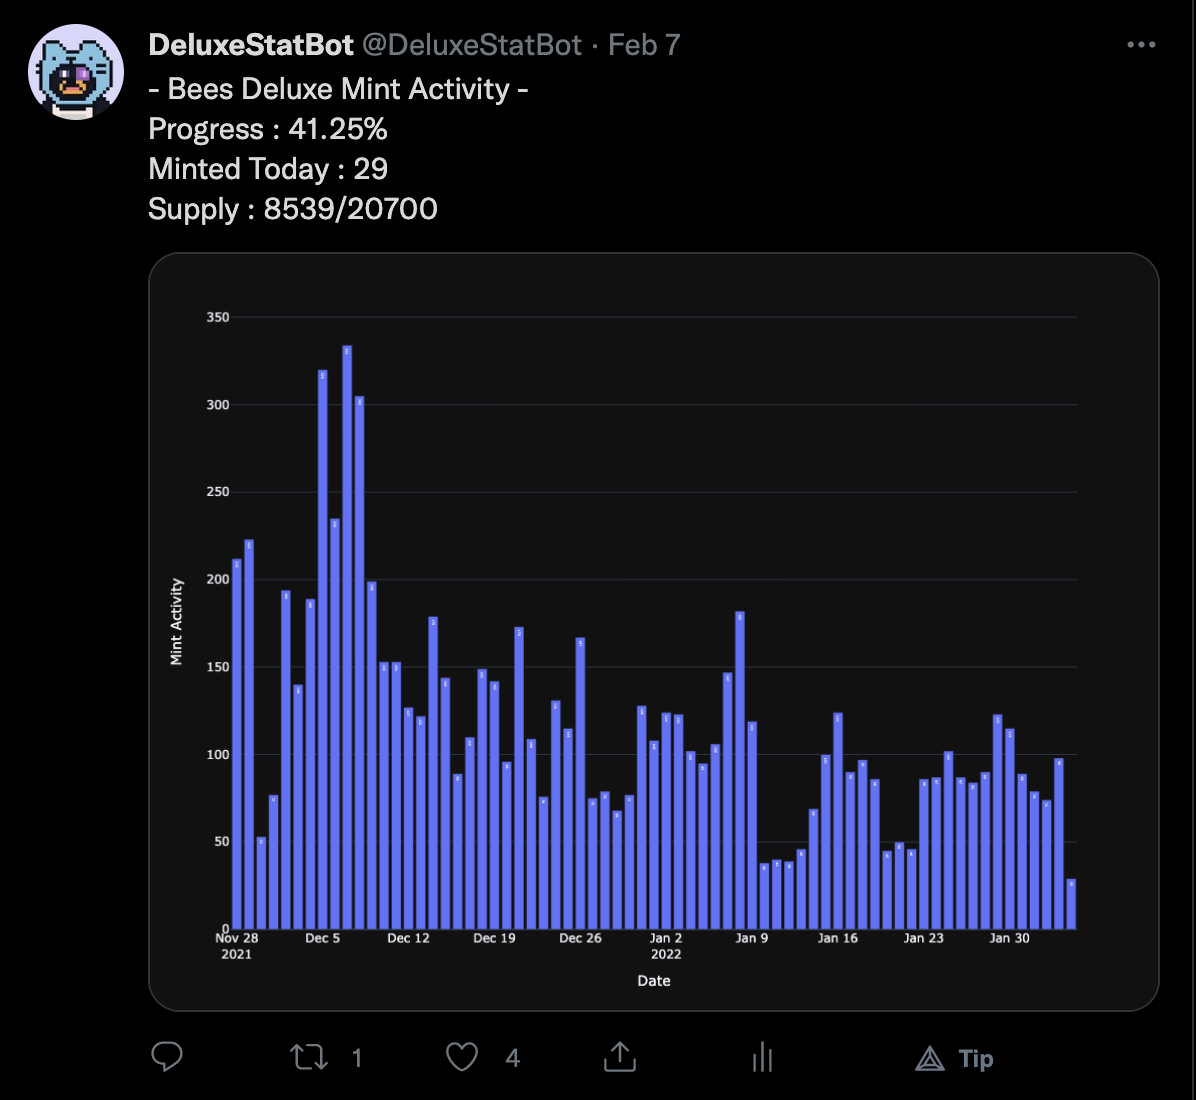 DeluxeStatBot @DeluxeStatBot · Feb 7
- Bees Deluxe Mint Activity -
Progress : 41.25%
Minted Today : 29
Supply : 8539/20700
350
300
250
200
150
100
50
0
Mint Activity
Nov 28 Dec 5 Dec 12 Dec 19 Dec 26 Jan 2 Jan 9 Jan 16 Jan 23 Jan 30
2021 2022
Date
1 4 Tip